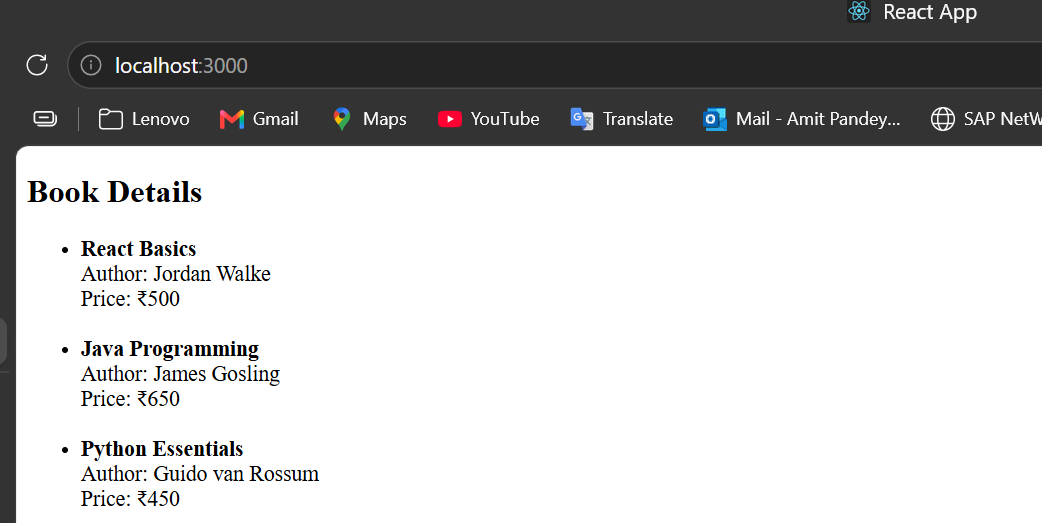 React App
localhost:3000
Lenovo Gmail Maps YouTube Translate Mail - Amit Pandey... SAP NetW
Book Details
• React Basics
Author: Jordan Walke
Price: ₹500
• Java Programming
Author: James Gosling
Price: ₹650
• Python Essentials
Author: Guido van Rossum
Price: ₹450